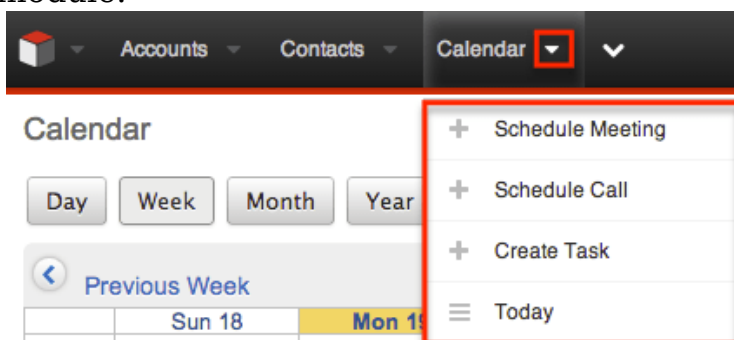 module.
Accounts Contacts Calendar
Calendar
Schedule Meeting
Day Week Month Year
Schedule Call
Create Task
Previous Week
Today
Sun 18 Mon 19